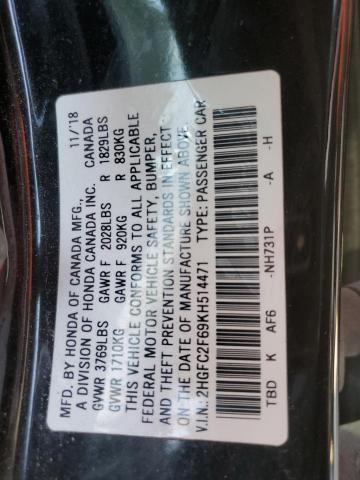 MFD. BY HONDA OF CANADA MFG., 11/18
A DIVISION OF HONDA CANADA INC. CANADA
GVWR 3769LBS GAWR F 2028LBS R 1829LBS
GVWR 1710KG GAWR F 920KG R 830KG
THIS VEHICLE CONFORMS TO ALL APPLICABLE
FEDERAL MOTOR VEHICLE SAFETY, BUMPER,
AND THEFT PREVENTION STANDARDS IN EFFECT
ON THE DATE OF MANUFACTURE SHOWN ABOVE.
V.I.N.: 2HGFC2F69KH514471 TYPE: PASSENGER CAR
TBD K AF6 -NH731P -A -H